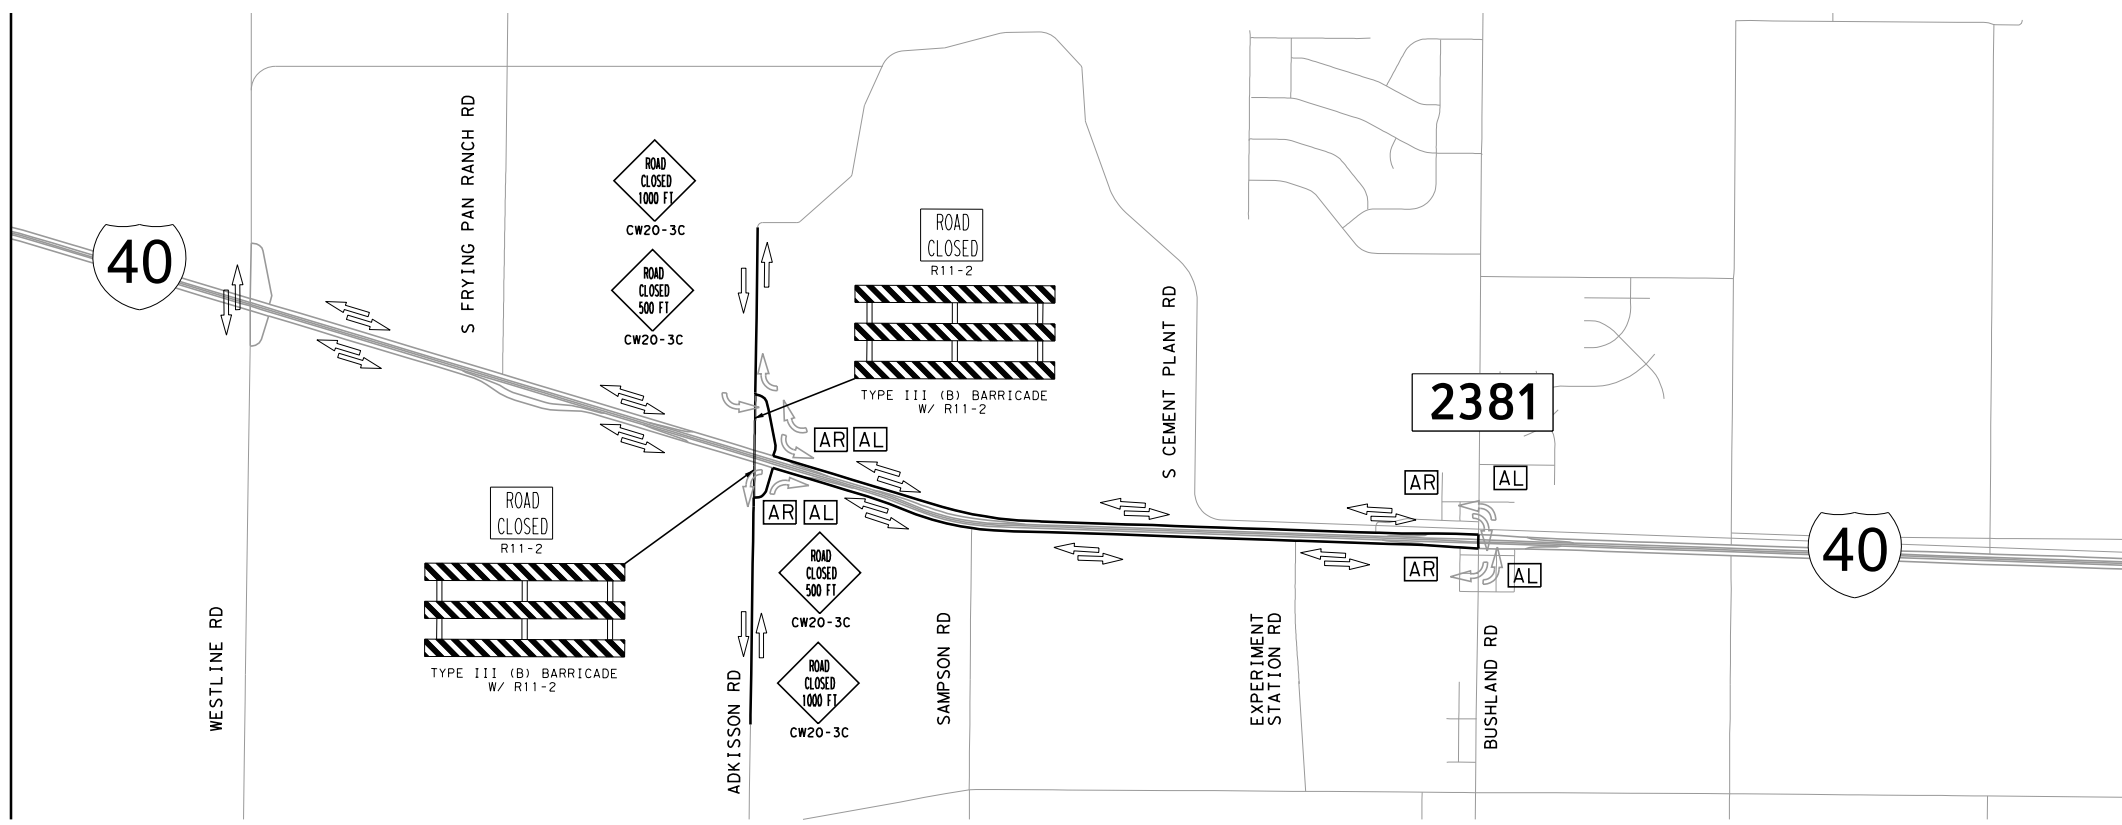 S FRYING PAN RANCH RD
ROAD
CLOSED
1000 FT
CW20-3C
ROAD
CLOSED
500 FT
CW20-3C
40
ROAD
CLOSED
R11-2
TYPE III (B) BARRICADE
W/ R11-2
S CEMENT PLANT RD
2381
AR AL
AR AL
AR
AL
AR
AL
ROAD
CLOSED
R11-2
TYPE III (B) BARRICADE
W/ R11-2
ROAD
CLOSED
500 FT
CW20-3C
ROAD
CLOSED
1000 FT
CW20-3C
40
WESTLINE RD
ADKISSON RD
SAMPSON RD
EXPERIMENT
STATION RD
BUSHLAND RD